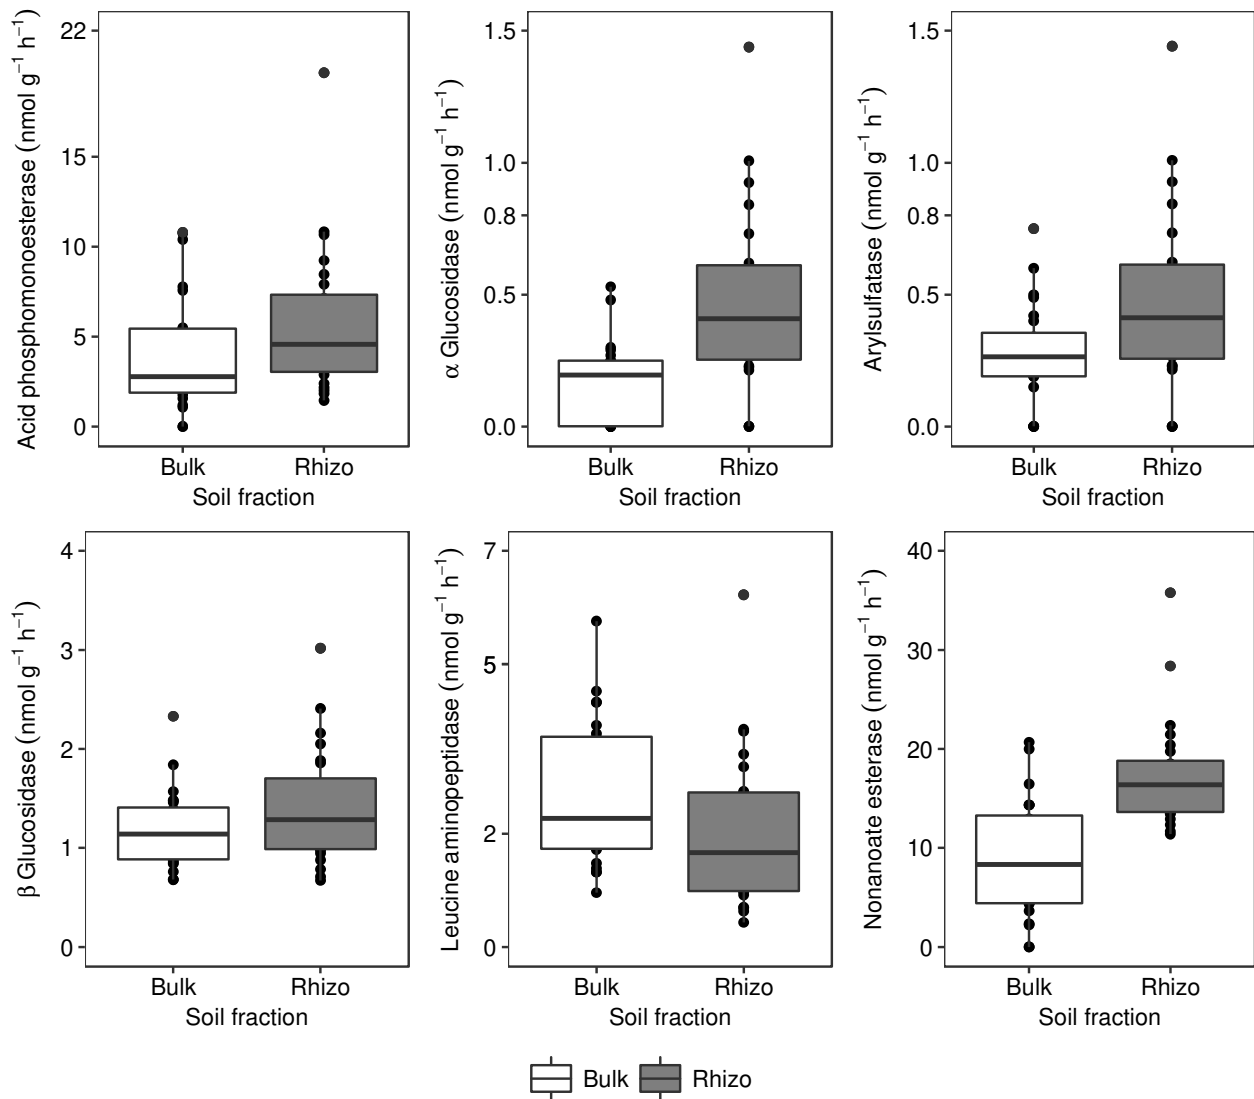 Acid phosphomonoesterase (nmol g⁻¹ h⁻¹)
22
15
10
5
0
Bulk Rhizo
Soil fraction
α Glucosidase (nmol g⁻¹ h⁻¹)
1.5
1.0
0.8
0.5
0.0
Bulk Rhizo
Soil fraction
Arylsulfatase (nmol g⁻¹ h⁻¹)
1.5
1.0
0.8
0.5
0.0
Bulk Rhizo
Soil fraction
β Glucosidase (nmol g⁻¹ h⁻¹)
4
3
2
1
0
Bulk Rhizo
Soil fraction
Leucine aminopeptidase (nmol g⁻¹ h⁻¹)
7
5
2
0
Bulk Rhizo
Soil fraction
Nonanoate esterase (nmol g⁻¹ h⁻¹)
40
30
20
10
0
Bulk Rhizo
Soil fraction
Bulk Rhizo